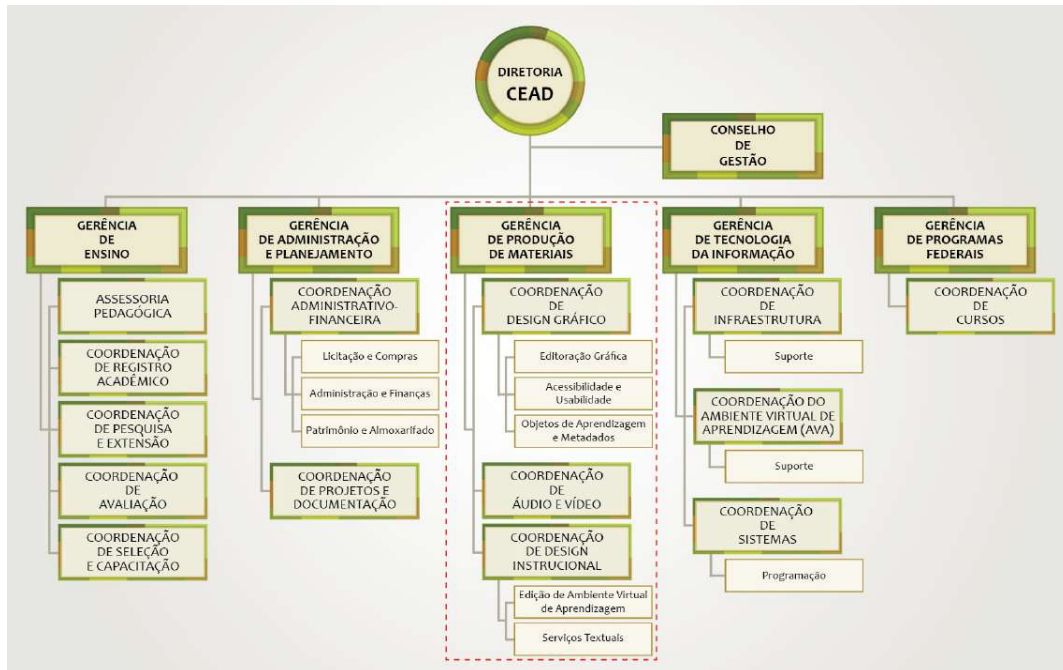 DIRETORIA
CEAD
CONSELHO
DE
GESTÃO
GERÊNCIA
DE
ENSINO
ASSESSORIA
PEDAGÓGICA
COORDENAÇÃO
DE REGISTRO
ACADÊMICO
COORDENAÇÃO
DE PESQUISA
E EXTENSÃO
COORDENAÇÃO
DE
AVALIAÇÃO
COORDENAÇÃO
DE SELEÇÃO
E CAPACITAÇÃO
GERÊNCIA
DE ADMINISTRAÇÃO
E PLANEJAMENTO
COORDENAÇÃO
ADMINISTRATIVO-
FINANCEIRA
Licitação e Compras
Administração e Finanças
Patrimônio e Almoxarifado
COORDENAÇÃO
DE PROJETOS E
DOCUMENTAÇÃO
GERÊNCIA
DE PRODUÇÃO
DE MATERIAIS
COORDENAÇÃO
DE
DESIGN GRÁFICO
Editoração Gráfica
Acessibilidade e
Usabilidade
Objetos de Aprendizagem
e Metadados
COORDENAÇÃO
DE
ÁUDIO E VÍDEO
COORDENAÇÃO
DE DESIGN
INSTRUCIONAL
Edição de Ambiente Virtual
de Aprendizagem
Serviços Textuais
GERÊNCIA
DE TECNOLOGIA
DA INFORMAÇÃO
COORDENAÇÃO
DE
INFRAESTRUTURA
Suporte
COORDENAÇÃO DO
AMBIENTE VIRTUAL DE
APRENDIZAGEM (AVA)
Suporte
COORDENAÇÃO
DE
SISTEMAS
Programação
GERÊNCIA
DE PROGRAMAS
FEDERAIS
COORDENAÇÃO
DE
CURSOS